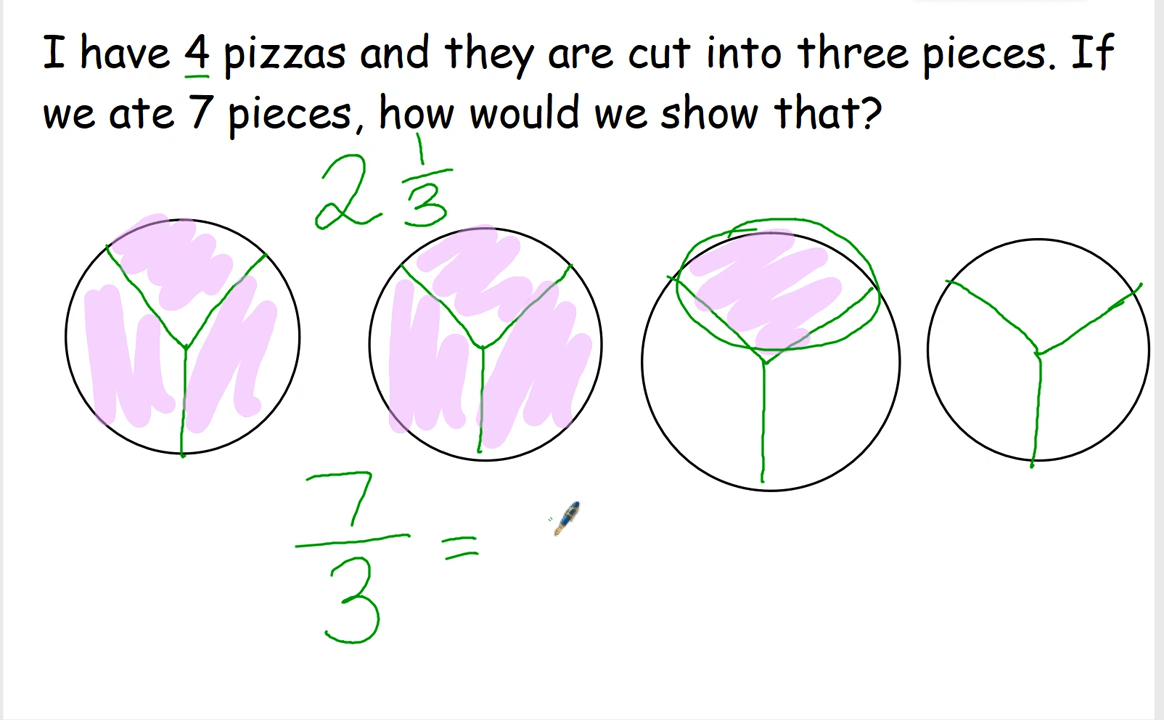 I have 4 pizzas and they are cut into three pieces. If
we ate 7 pieces, how would we show that?
2 1/3
7/3 =